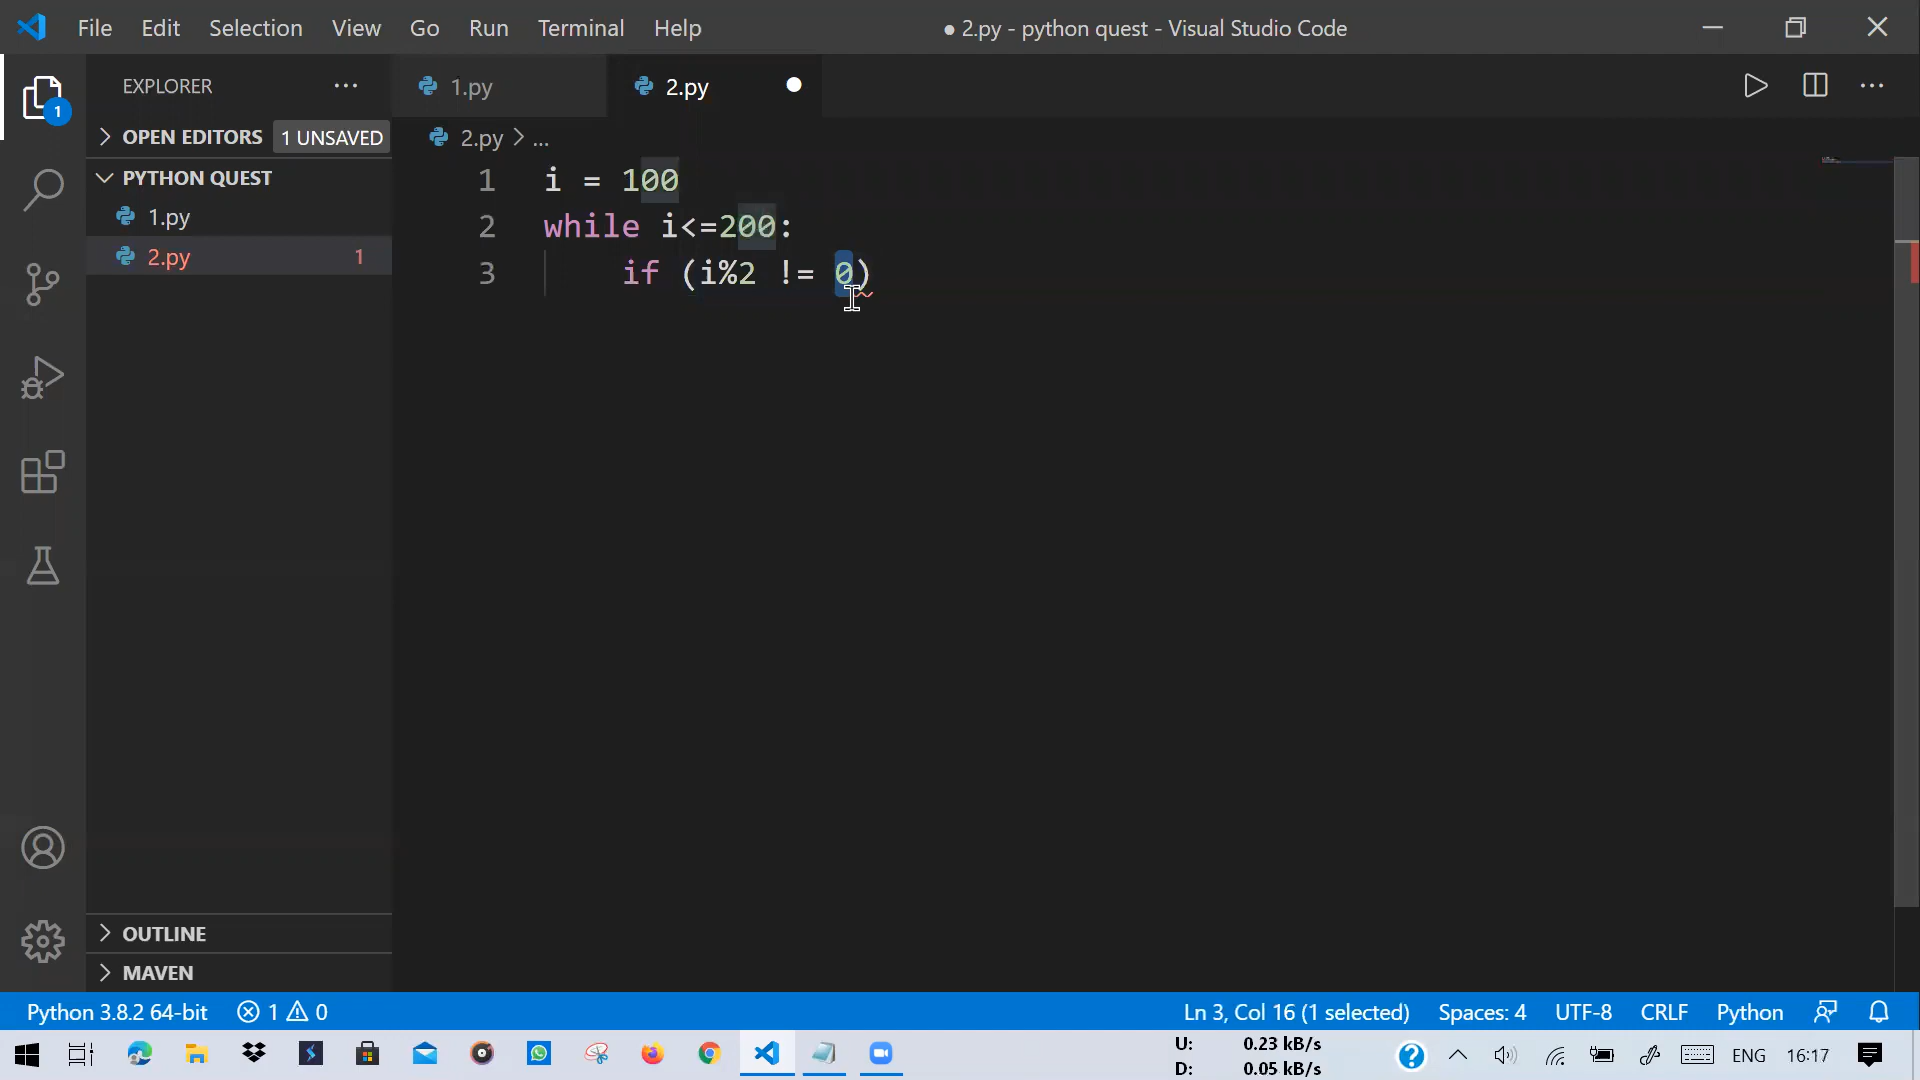 File Edit Selection View Go Run Terminal Help ● 2.py - python quest - Visual Studio Code
EXPLORER ...
1.py 2.py
1
OPEN EDITORS 1 UNSAVED
2.py > ...
PYTHON QUEST
1.py
2.py 1
1 i = 100
2 while i<=200:
3 if (i%2 != 0)
OUTLINE
MAVEN
Python 3.8.2 64-bit 1 0 Ln 3, Col 16 (1 selected) Spaces: 4 UTF-8 CRLF Python
U: 0.23 kB/s
D: 0.05 kB/s
ENG 16:17